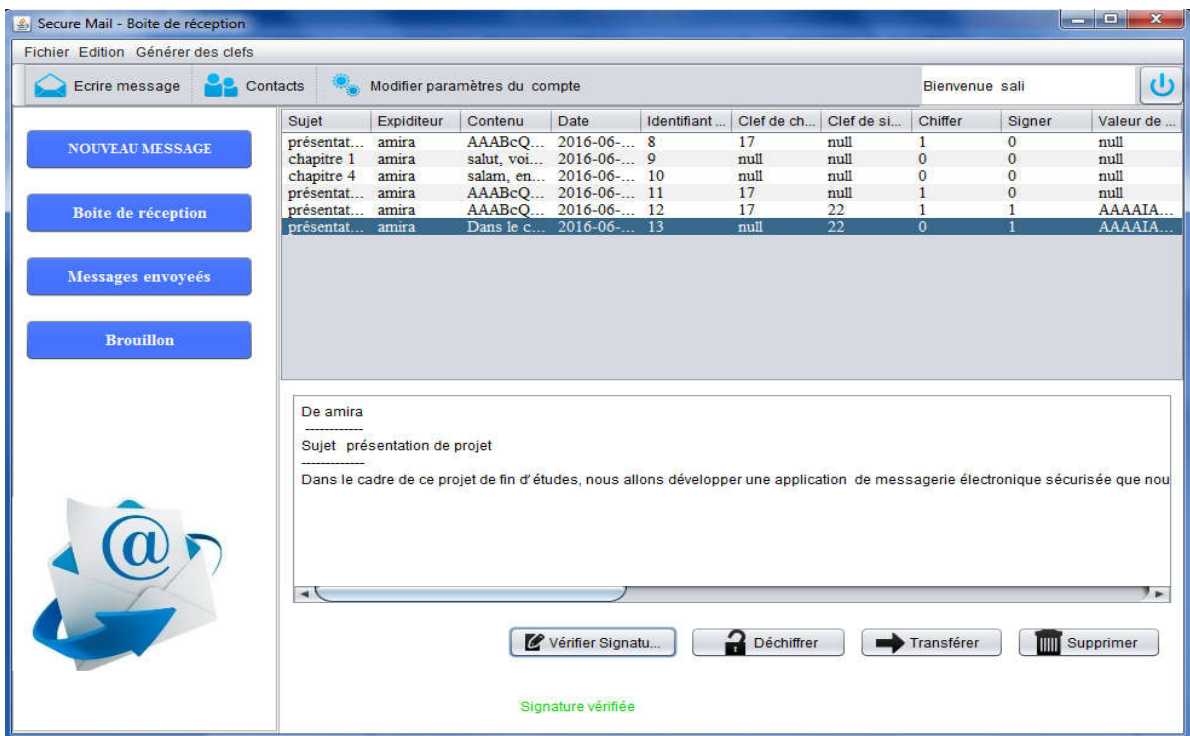 Secure Mail - Boite de réception
Fichier Edition Générer des clefs
Ecrire message Contacts Modifier paramètres du compte Bienvenue sali
NOUVEAU MESSAGE
Boite de réception
Messages envoyeés
Brouillon
Sujet Expiditeur Contenu Date Identifiant ... Clef de ch... Clef de si... Chiffer Signer Valeur de ...
présentat... amira AAABcQ... 2016-06-... 8 17 null 1 0 null
chapitre 1 amira salut, voi... 2016-06-... 9 null null 0 0 null
chapitre 4 amira salam, en... 2016-06-... 10 null null 0 0 null
présentat... amira AAABcQ... 2016-06-... 11 17 null 1 0 null
présentat... amira AAABcQ... 2016-06-... 12 17 22 1 1 AAAAIA...
présentat... amira Dans le c... 2016-06-... 13 null 22 0 1 AAAAIA...
De amira
------------
Sujet présentation de projet
-------------
Dans le cadre de ce projet de fin d'études, nous allons développer une application de messagerie électronique sécurisée que nou
@
Vérifier Signatu... Déchiffrer Transférer Supprimer
Signature vérifiée